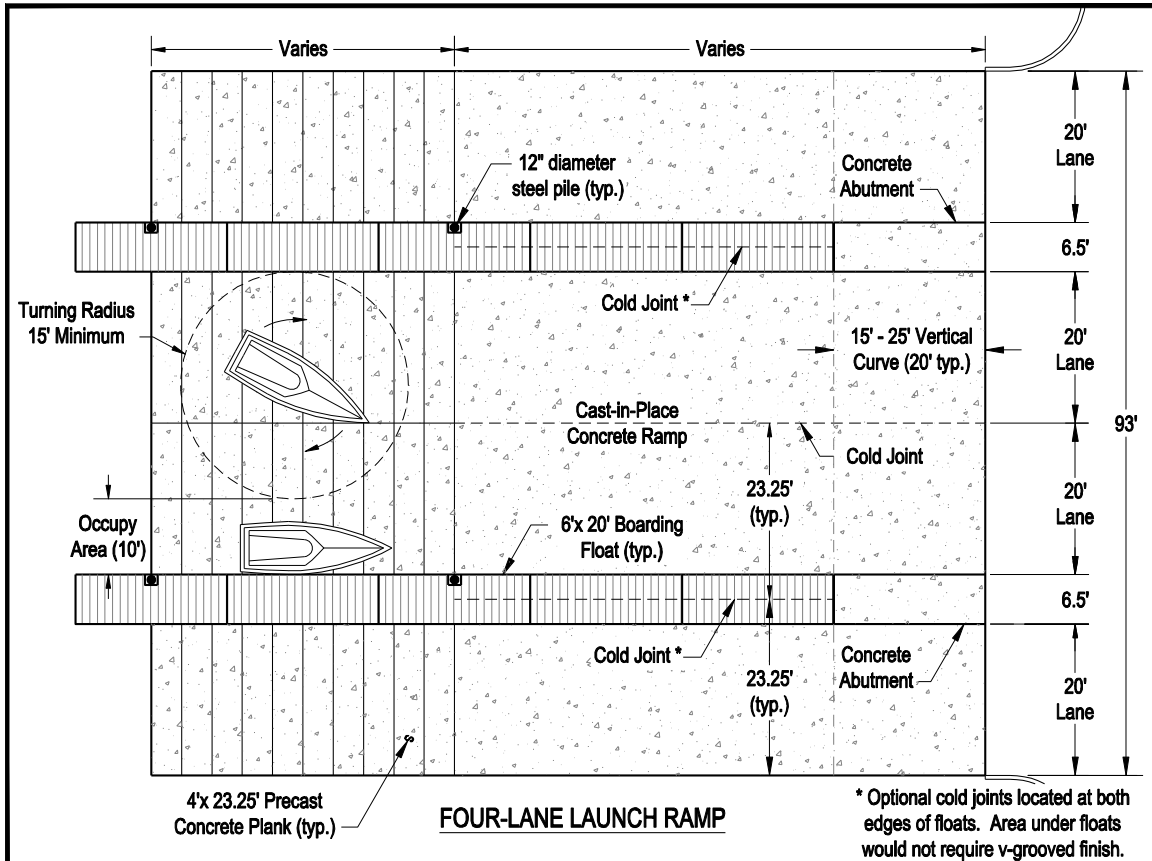 Varies
Varies
20'
Lane
12" diameter
steel pile (typ.)
Concrete
Abutment
6.5'
Cold Joint *
Turning Radius
15' Minimum
15' - 25' Vertical
Curve (20' typ.)
20'
Lane
Cast-in-Place
Concrete Ramp
93'
Cold Joint
23.25'
(typ.)
20'
Lane
Occupy
Area (10')
6'x 20' Boarding
Float (typ.)
6.5'
Cold Joint *
Concrete
Abutment
23.25'
(typ.)
20'
Lane
S
4'x 23.25' Precast
Concrete Plank (typ.)
FOUR-LANE LAUNCH RAMP
* Optional cold joints located at both
edges of floats. Area under floats
would not require v-grooved finish.